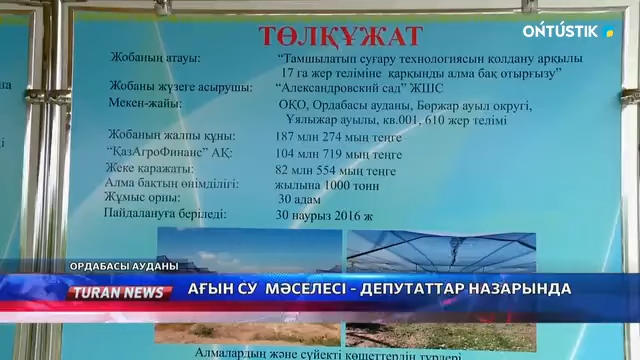 OŃTÚSTIK
ТӨЛҚҰЖАТ
Жобаның атауы: “Тамшылатып суғару технологиясын қолдану арқылы
17 га жер теліміне қарқынды алма бақ отырғызу”
Жобаны жүзеге асырушы: “Александровский сад” ЖШС
Мекен-жайы: ОҚО, Ордабасы ауданы, Бөржар ауыл округі,
Ұялыжар ауылы, кв.001, 610 жер телімі
Жобаның жалпы құны: 187 млн 274 мың теңге
“ҚазАгроФинанс” АҚ: 104 млн 719 мың теңге
Жеке каражаты: 82 млн 554 мың теңге
Алма бактың өнімділігі: жылына 1000 тонн
Жұмыс орны: 30 адам
Пайдалануға беріледі: 30 наурыз 2016 ж
ОРДАБАСЫ АУДАНЫ
TURAN NEWS
АҒЫН СУ МӘСЕЛЕСІ - ДЕПУТАТТАР НАЗАРЫНДА
Алмалардың және сүйекті көшеттердің түрлері